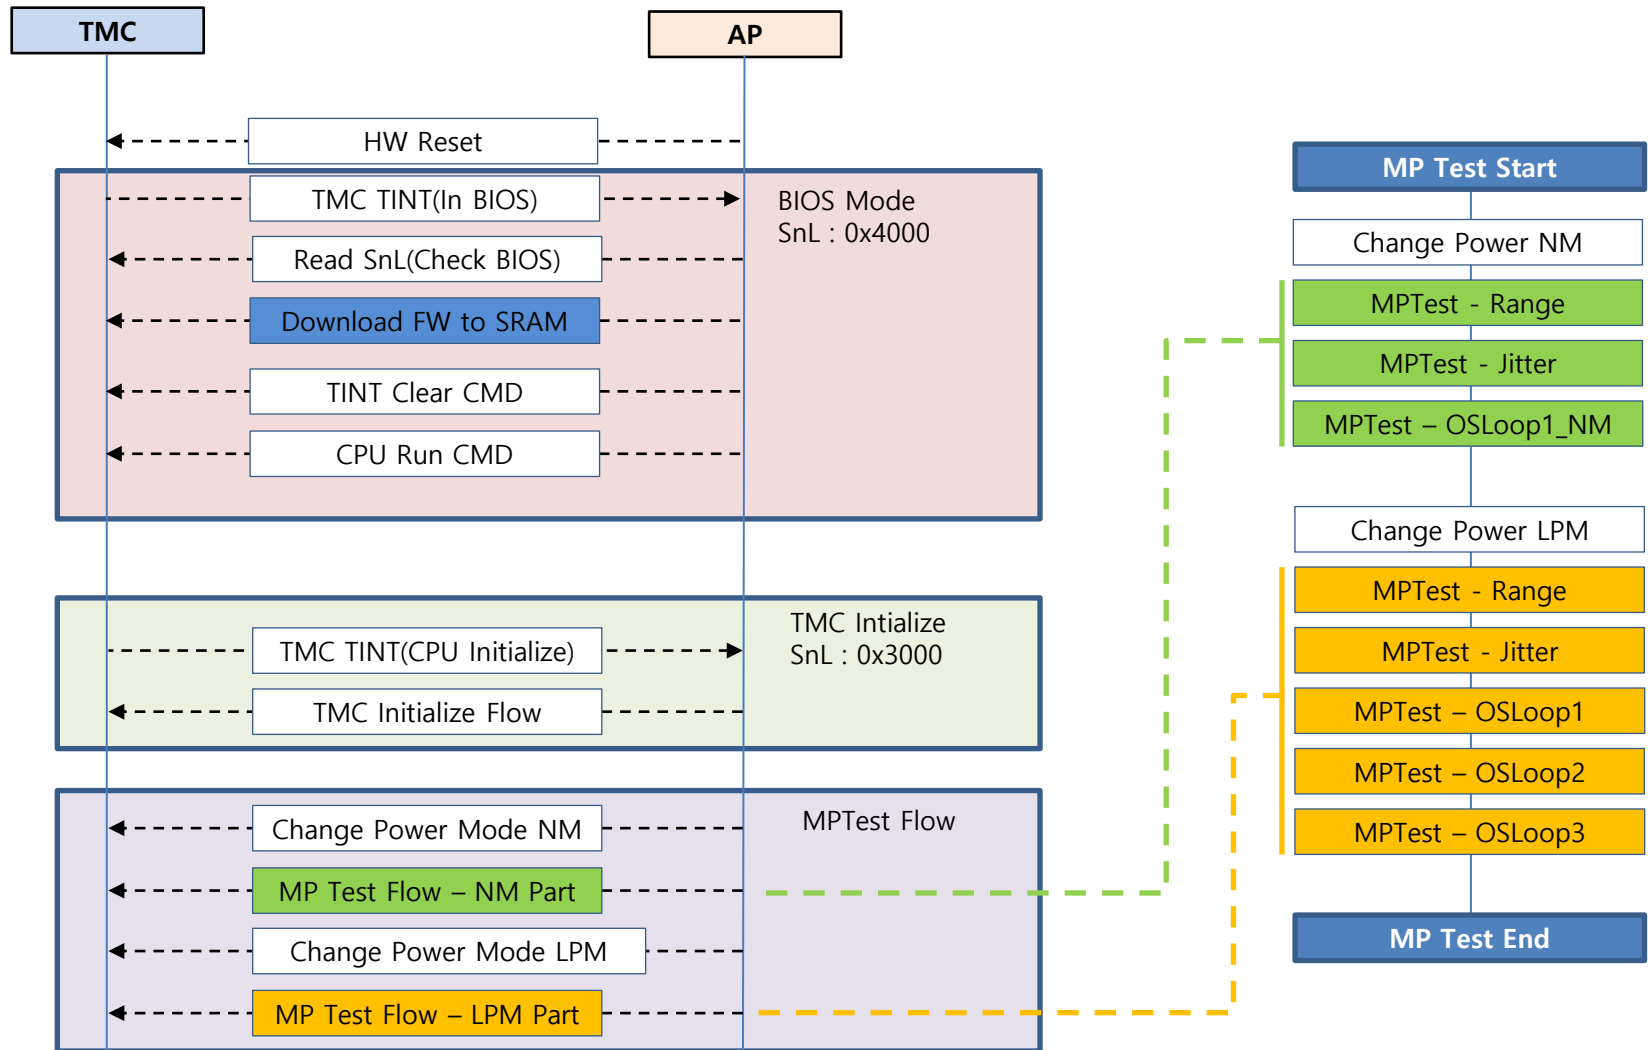 TMC
AP
HW Reset
TMC TINT(In BIOS)
BIOS Mode
SnL : 0x4000
Read SnL(Check BIOS)
Download FW to SRAM
TINT Clear CMD
CPU Run CMD
TMC Intialize
SnL : 0x3000
TMC TINT(CPU Initialize)
TMC Initialize Flow
MPTest Flow
Change Power Mode NM
MP Test Flow – NM Part
Change Power Mode LPM
MP Test Flow – LPM Part
MP Test Start
Change Power NM
MPTest - Range
MPTest - Jitter
MPTest – OSLoop1_NM
Change Power LPM
MPTest - Range
MPTest - Jitter
MPTest – OSLoop1
MPTest – OSLoop2
MPTest – OSLoop3
MP Test End